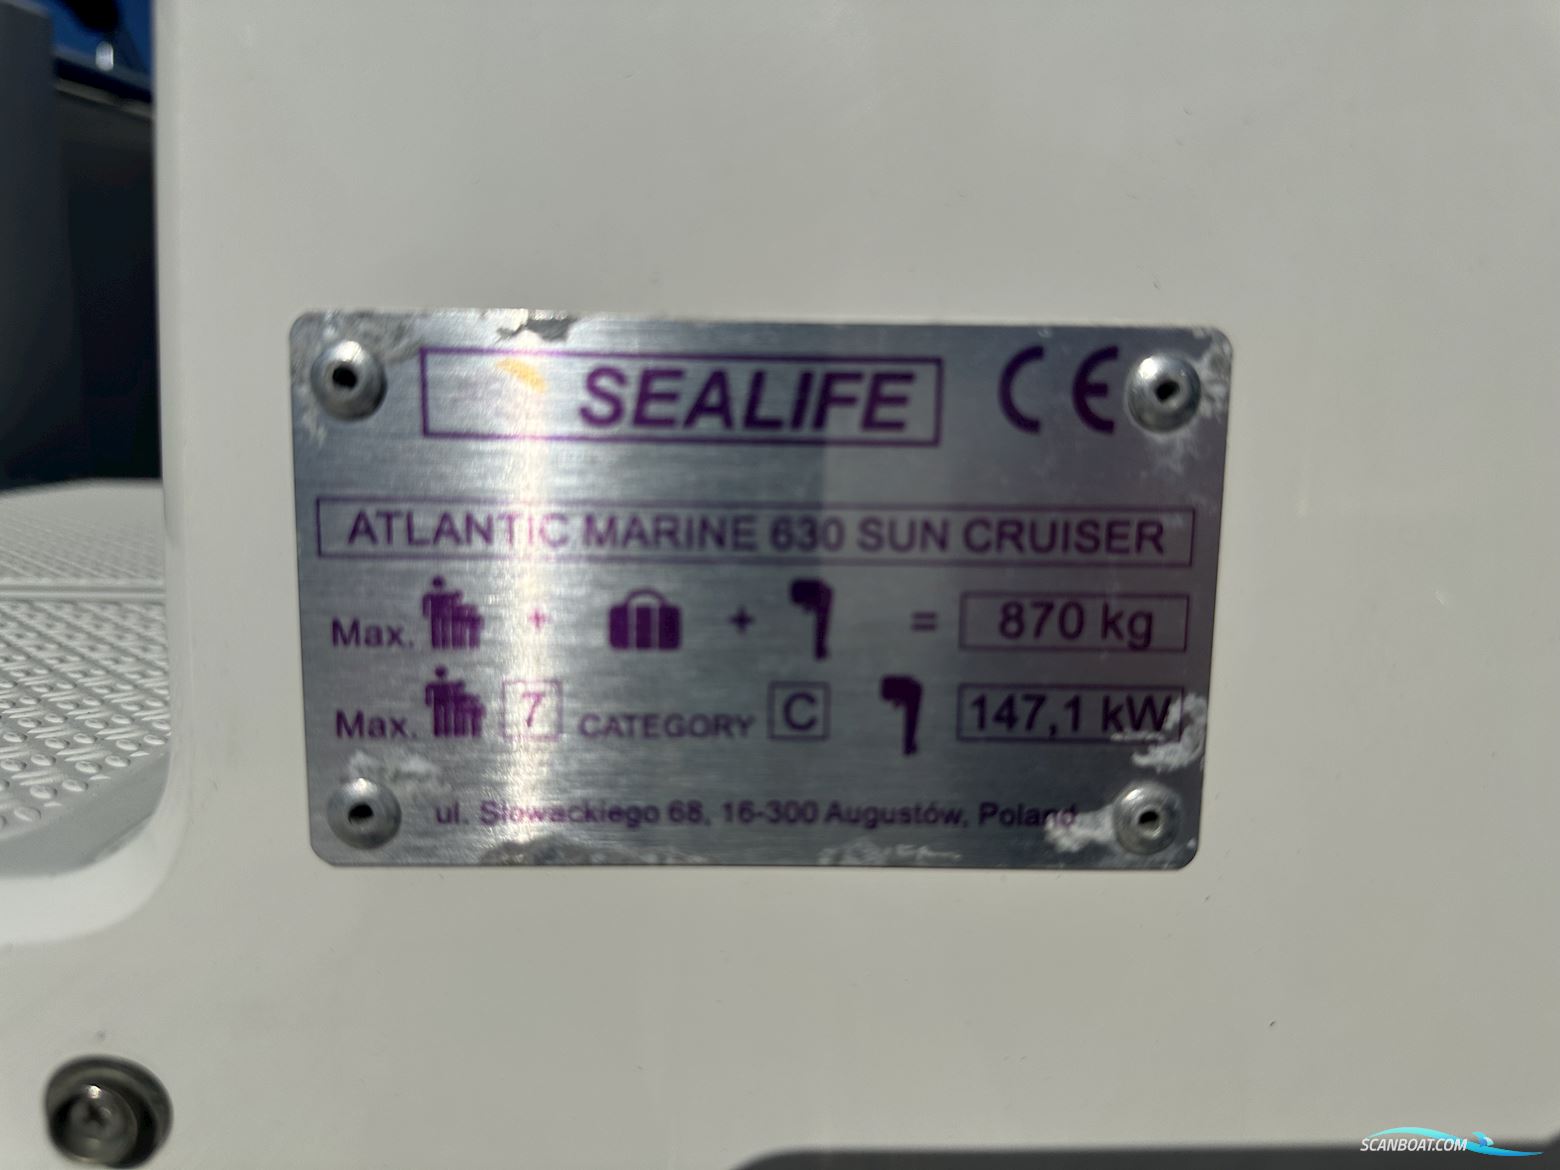 SEALIFE CE
ATLANTIC MARINE 630 SUN CRUISER
Max. + + = 870 kg
Max. 7 CATEGORY C 147,1 kW
ul. Słowackiego 68, 16-300 Augustów, Poland
SCANBOAT.COM